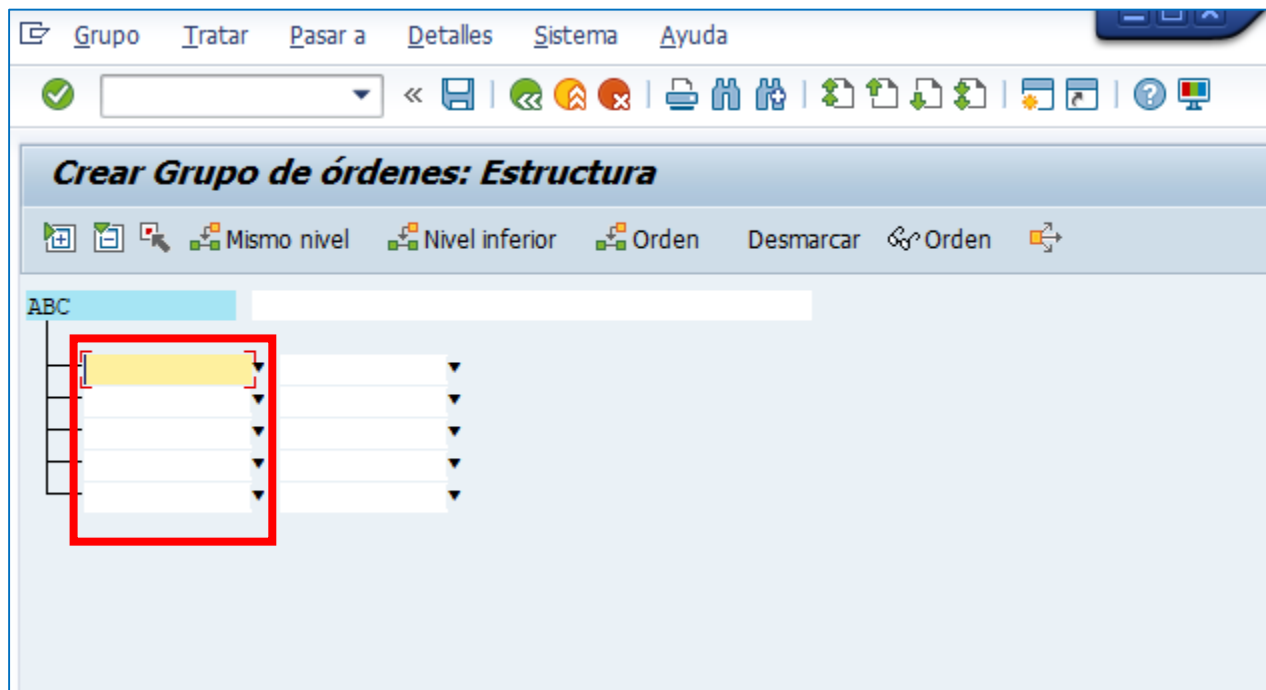 Grupo Tratar Pasar a Detalles Sistema Ayuda
Crear Grupo de órdenes: Estructura
Mismo nivel Nivel inferior Orden Desmarcar Orden
ABC